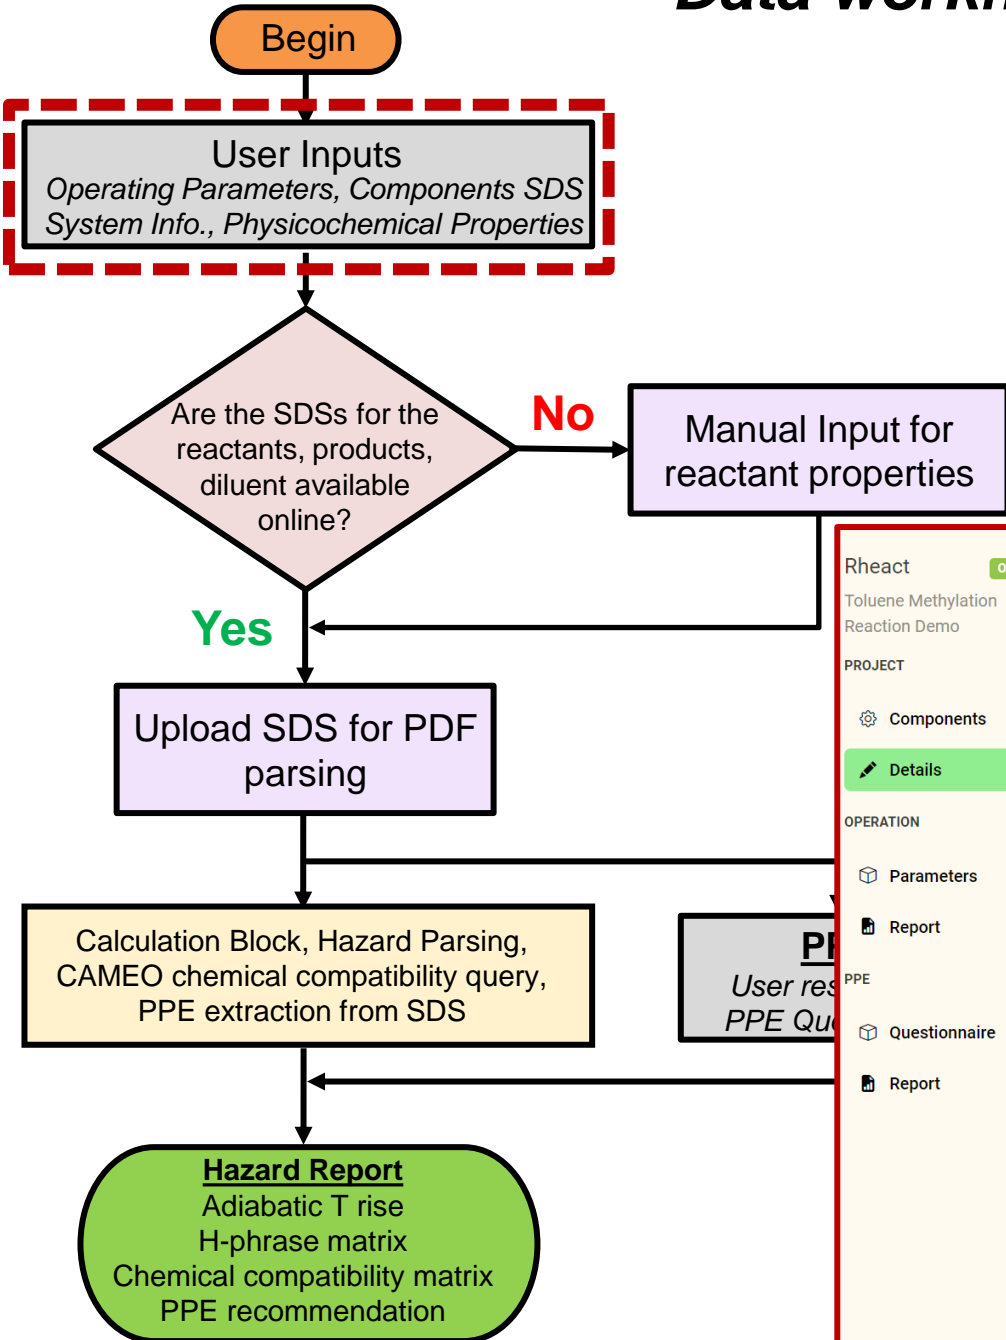 Data
Begin
User Inputs
Operating Parameters, Components SDS
System Info., Physicochemical Properties
Are the SDSs for the
reactants, products,
diluent available
online?
No
Manual Input for
reactant properties
Yes
Upload SDS for PDF
parsing
Calculation Block, Hazard Parsing,
CAMEO chemical compatibility query,
PPE extraction from SDS
User
PPE
Hazard Report
Adiabatic T rise
H-phrase matrix
Chemical compatibility matrix
PPE recommendation
Rheact
Toluene Methylation
Reaction Demo
PROJECT
Components
Details
OPERATION
Parameters
Report
PPE
Questionnaire
Report